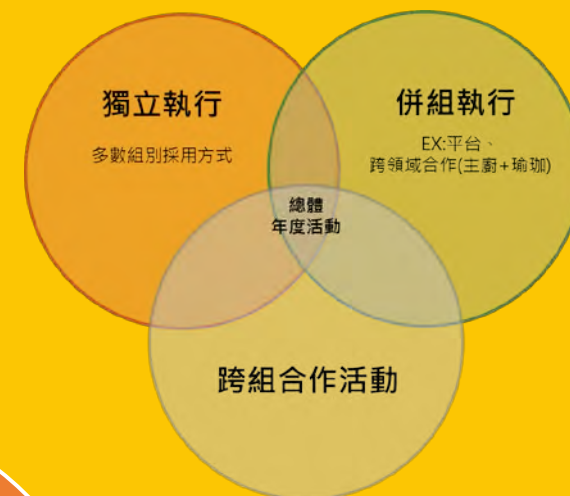 獨立執行
多數組別採用方式
併組執行
EX:平台、
跨領域合作(主廚+瑜珈)
總體
年度活動
跨組合作活動